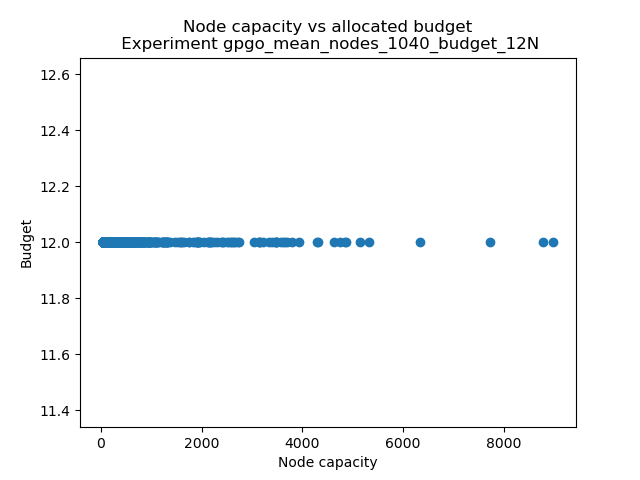 Node capacity vs allocated budget
Experiment gpgo_mean_nodes_1040_budget_12N
12.6
12.4
12.2
12.0
11.8
11.6
11.4
Budget
0 2000 4000 6000 8000
Node capacity